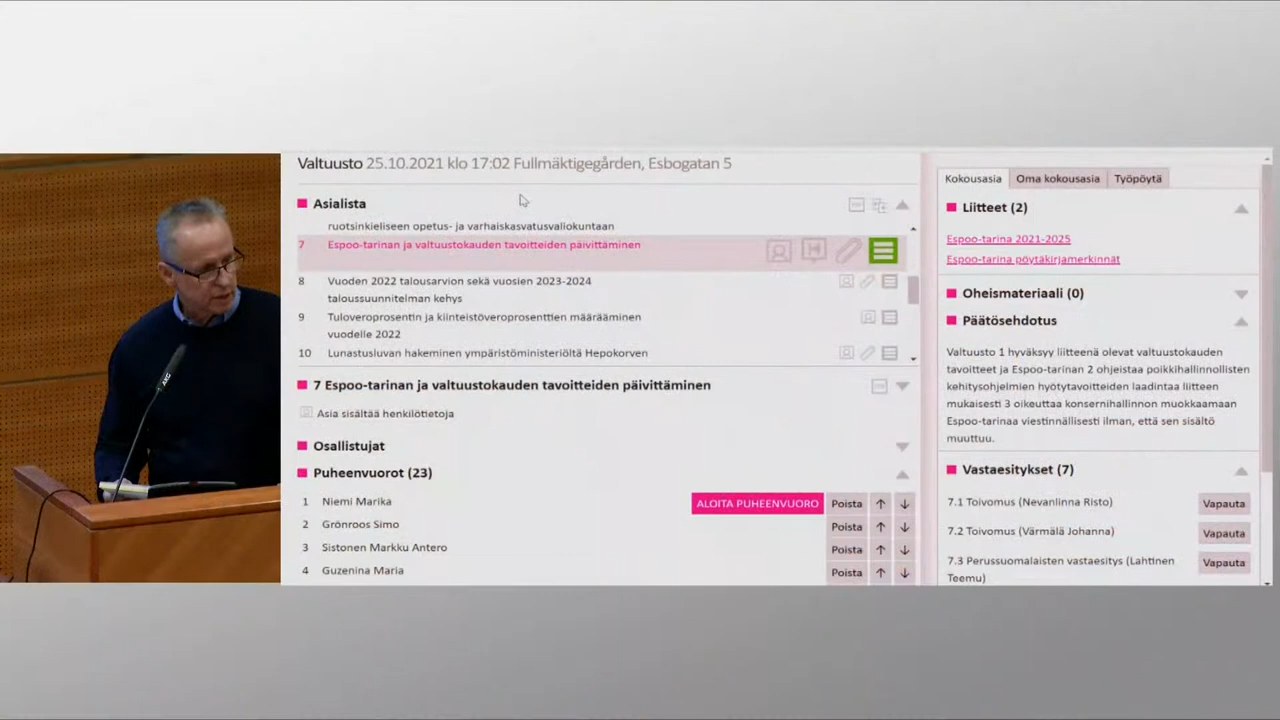 Valtuusto 25.10.2021 klo 17:02 Fullmäktigegården, Esbogatan 5
Asialista
ruotsinkieliseen opetus- ja varhaiskasvatusvaliokuntaan
7 Espoo-tarinan ja valtuustokauden tavoitteiden päivittäminen
8 Vuoden 2022 talousarvion sekä vuosien 2023-2024
taloussuunnitelman kehys
9 Tuloveroprosentin ja kiinteistöveroprosenttien määrääminen
vuodelle 2022
10 Lunastusluvan hakeminen ympäristöministeriöltä Hepokorven
7 Espoo-tarinan ja valtuustokauden tavoitteiden päivittäminen
Asia sisältää henkilötietoja
Osallistujat
Puheenvuorot (23)
1 Niemi Marika ALOITA PUHEENVUORO Poista ↑ ↓
2 Grönroos Simo Poista ↑ ↓
3 Sistonen Markku Antero Poista ↑ ↓
4 Guzenina Maria Poista ↑ ↓
Kokousasia Oma kokousasia Työpöytä
Liitteet (2)
Espoo-tarina 2021-2025
Espoo-tarina pöytäkirjamerkinnät
Oheismateriaali (0)
Päätösehdotus
Valtuusto 1 hyväksyy liitteenä olevat valtuustokauden
tavoitteet ja Espoo-tarinan 2 ohjeistaa poikkihallinnollisten
kehitysohjelmien hyötytavoitteiden laadintaa liitteen
mukaisesti 3 oikeuttaa konsernihallinnon muokkaamaan
Espoo-tarinaa viestinnällisesti ilman, että sen sisältö
muuttuu.
Vastaesitykset (7)
7.1 Toivomus (Nevanlinna Risto) Vapauta
7.2 Toivomus (Värmälä Johanna) Vapauta
7.3 Perussuomalaisten vastaesitys (Lahtinen Vapauta
Teemu)
AKG